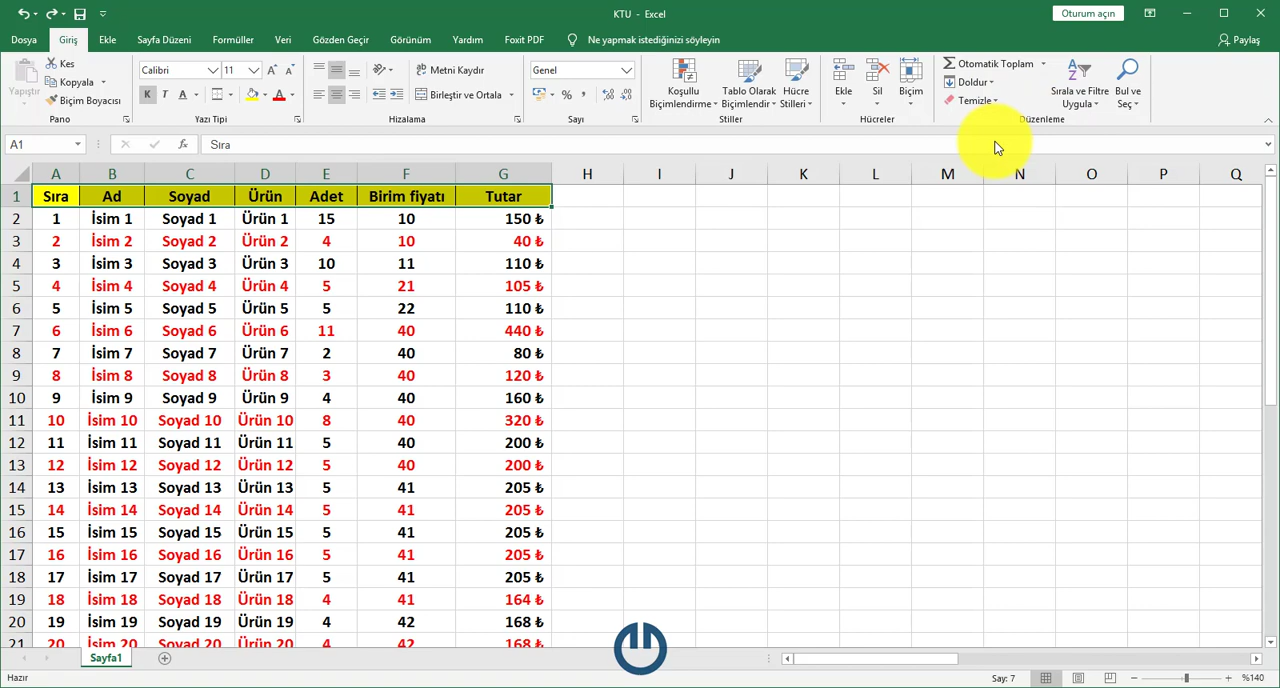 KTU - Excel
Oturum açın
Dosya Giriş Ekle Sayfa Düzeni Formüller Veri Gözden Geçir Görünüm Yardım Foxit PDF Ne yapmak istediğinizi söyleyin Paylaş
Yapıştır
Kes
Kopyala
Biçim Boyacısı
Pano
Calibri 11
K T A A
Yazı Tipi
Metni Kaydır
Birleştir ve Ortala
Hizalama
Genel
%
Sayı
Koşullu Biçimlendirme
Tablo Olarak Biçimlendir
Hücre Stilleri
Stiller
Ekle Sil Biçim
Hücreler
Otomatik Toplam
Doldur
Temizle
Sırala ve Filtre Uygula
Bul ve Seç
Düzenleme
A1 fx Sıra
A B C D E F G H I J K L M N O P Q
1 Sıra Ad Soyad Ürün Adet Birim fiyatı Tutar
2 1 İsim 1 Soyad 1 Ürün 1 15 10 150 ₺
3 2 İsim 2 Soyad 2 Ürün 2 4 10 40 ₺
4 3 İsim 3 Soyad 3 Ürün 3 10 11 110 ₺
5 4 İsim 4 Soyad 4 Ürün 4 5 21 105 ₺
6 5 İsim 5 Soyad 5 Ürün 5 5 22 110 ₺
7 6 İsim 6 Soyad 6 Ürün 6 11 40 440 ₺
8 7 İsim 7 Soyad 7 Ürün 7 2 40 80 ₺
9 8 İsim 8 Soyad 8 Ürün 8 3 40 120 ₺
10 9 İsim 9 Soyad 9 Ürün 9 4 40 160 ₺
11 10 İsim 10 Soyad 10 Ürün 10 8 40 320 ₺
12 11 İsim 11 Soyad 11 Ürün 11 5 40 200 ₺
13 12 İsim 12 Soyad 12 Ürün 12 5 40 200 ₺
14 13 İsim 13 Soyad 13 Ürün 13 5 41 205 ₺
15 14 İsim 14 Soyad 14 Ürün 14 5 41 205 ₺
16 15 İsim 15 Soyad 15 Ürün 15 5 41 205 ₺
17 16 İsim 16 Soyad 16 Ürün 16 5 41 205 ₺
18 17 İsim 17 Soyad 17 Ürün 17 5 41 205 ₺
19 18 İsim 18 Soyad 18 Ürün 18 4 41 164 ₺
20 19 İsim 19 Soyad 19 Ürün 19 4 42 168 ₺
21 20 İsim 20 Soyad 20 Ürün 20 4 42 168 ₺
Sayfa1
Hazır
Say: 7
%140